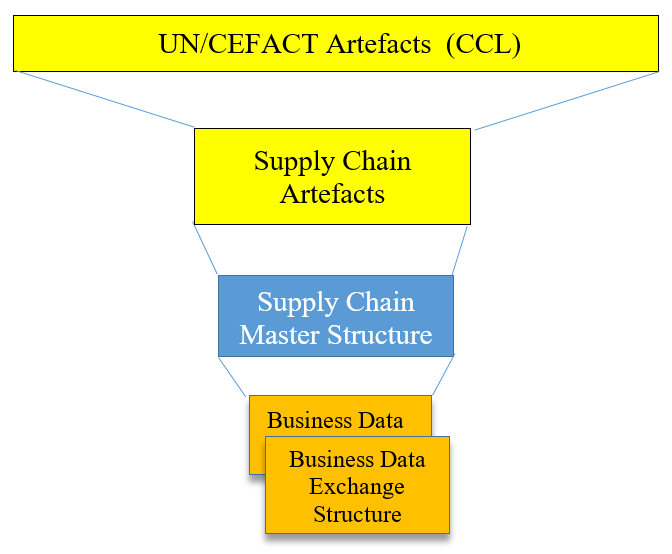 UN/CEFACT Artefacts  (CCL)
Supply Chain
Artefacts
Supply Chain
Master Structure
Business Data
Business Data
Exchange
Structure